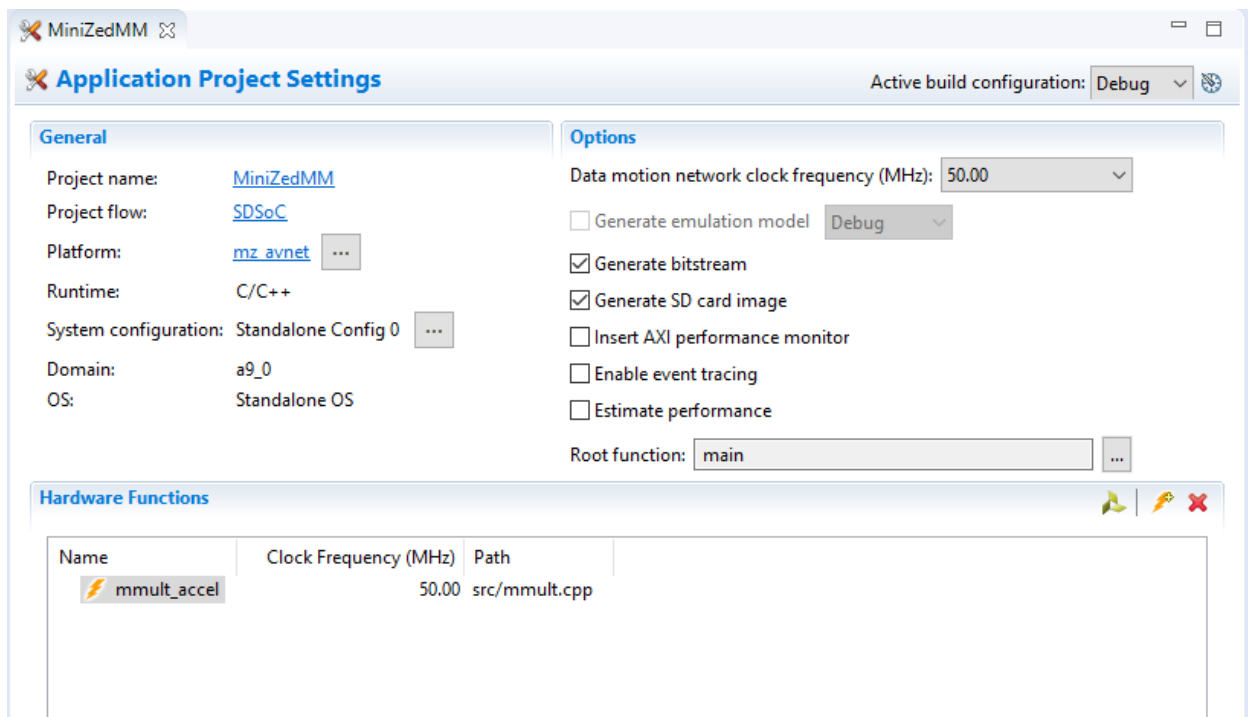 MiniZedMM
Application Project Settings
Active build configuration: Debug
General
Project name: MiniZedMM
Project flow: SDSoC
Platform: mz_avnet ...
Runtime: C/C++
System configuration: Standalone Config 0 ...
Domain: a9_0
OS: Standalone OS
Options
Data motion network clock frequency (MHz): 50.00
Generate emulation model Debug
Generate bitstream
Generate SD card image
Insert AXI performance monitor
Enable event tracing
Estimate performance
Root function: main ...
Hardware Functions
Name Clock Frequency (MHz) Path
mmult_accel 50.00 src/mmult.cpp